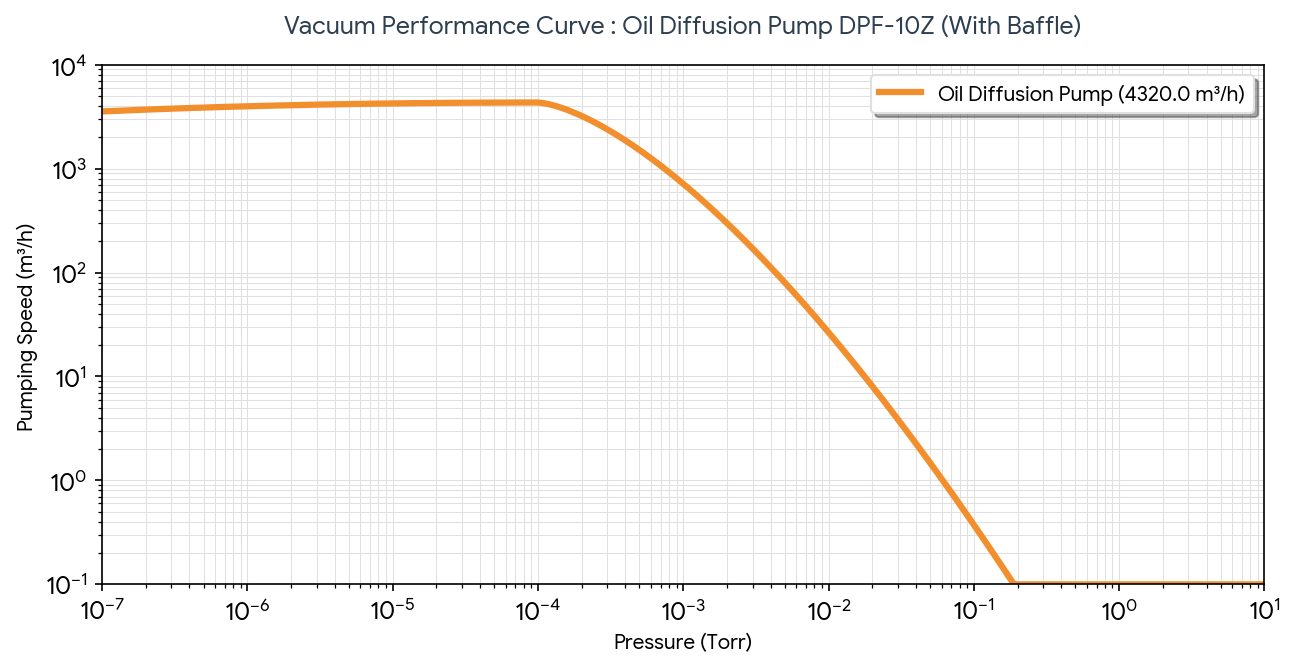 Vacuum Performance Curve : Oil Diffusion Pump DPF-10Z (With Baffle)
Oil Diffusion Pump (4320.0 m³/h)
Pumping Speed (m³/h)
10⁴
10³
10²
10¹
10⁰
10⁻¹
10⁻⁷ 10⁻⁶ 10⁻⁵ 10⁻⁴ 10⁻³ 10⁻² 10⁻¹ 10⁰ 10¹
Pressure (Torr)